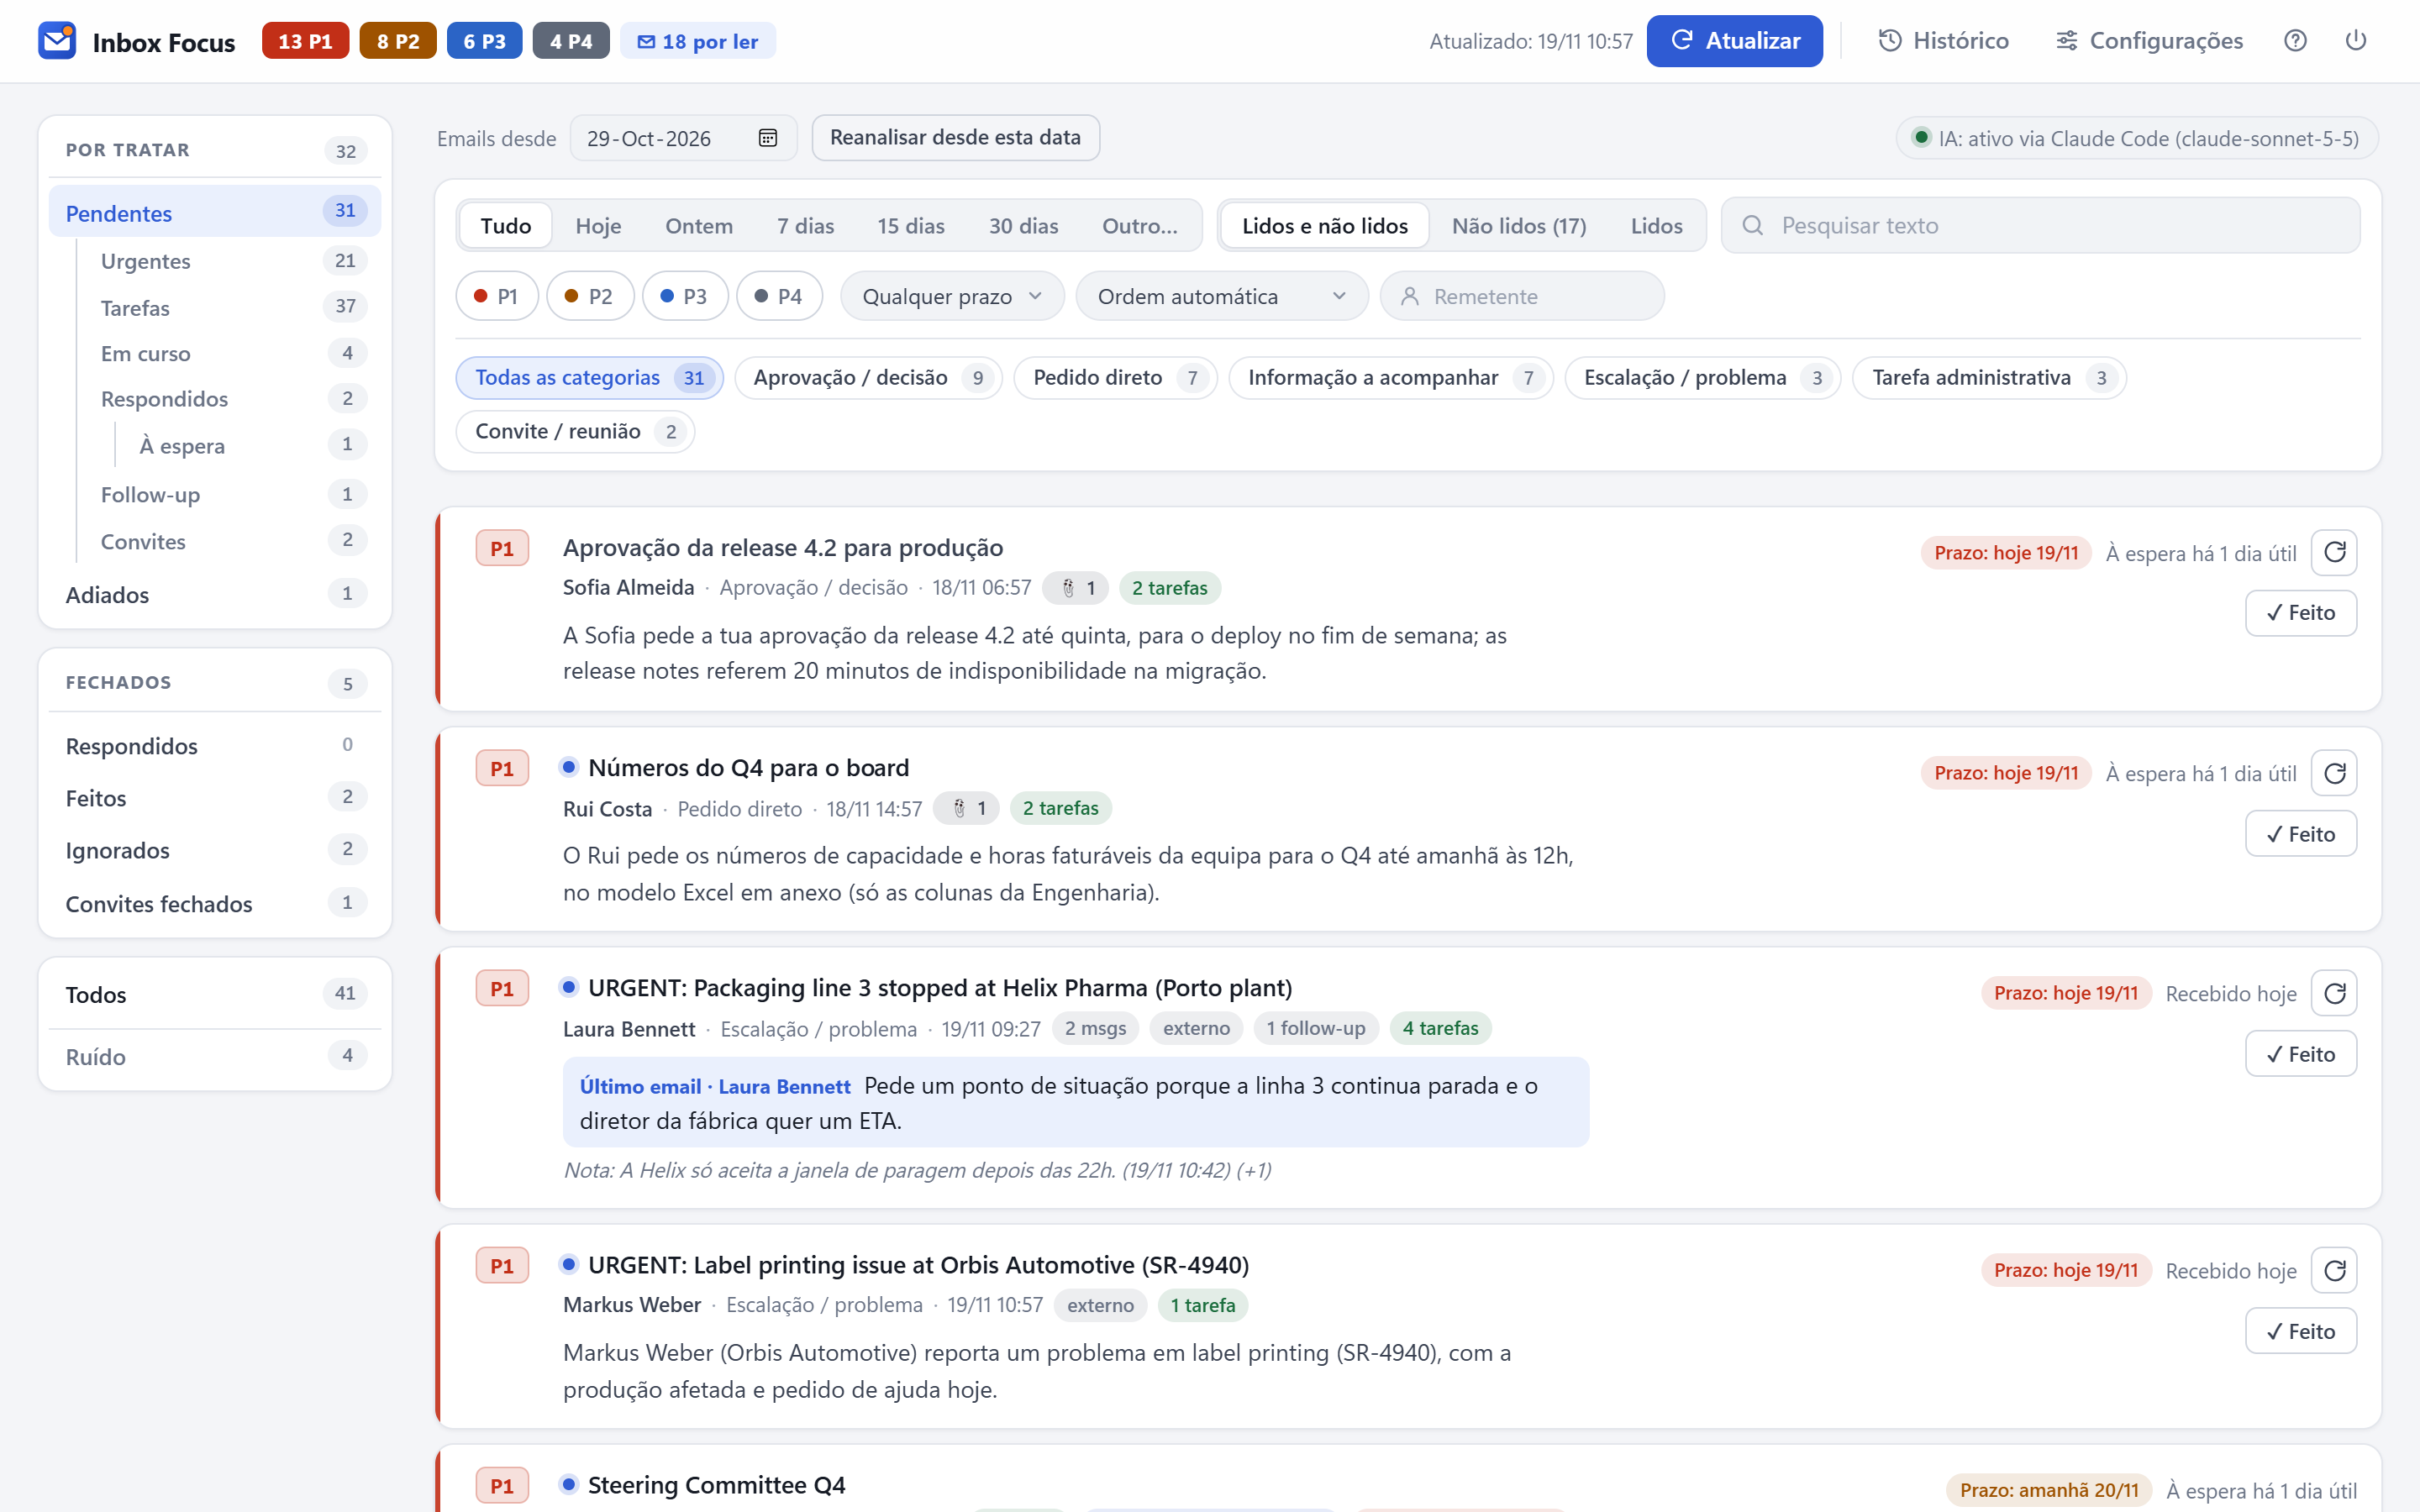 Inbox Focus 13 P1 8 P2 6 P3 4 P4 18 por ler Atualizado: 19/11 10:57 Atualizar Histórico Configurações
POR TRATAR 32
Pendentes 31
Urgentes 21
Tarefas 37
Em curso 4
Respondidos 2
À espera 1
Follow-up 1
Convites 2
Adiados 1
FECHADOS 5
Respondidos 0
Feitos 2
Ignorados 2
Convites fechados 1
Todos 41
Ruído 4
Emails desde 29-Oct-2026 Reanalisar desde esta data IA: ativo via Claude Code (claude-sonnet-5-5)
Tudo Hoje Ontem 7 dias 15 dias 30 dias Outro... Lidos e não lidos Não lidos (17) Lidos Pesquisar texto
P1 P2 P3 P4 Qualquer prazo Ordem automática Remetente
Todas as categorias 31 Aprovação / decisão 9 Pedido direto 7 Informação a acompanhar 7 Escalação / problema 3 Tarefa administrativa 3
Convite / reunião 2
P1 Aprovação da release 4.2 para produção Prazo: hoje 19/11 À espera há 1 dia útil
Sofia Almeida · Aprovação / decisão · 18/11 06:57 1 2 tarefas
✓ Feito
A Sofia pede a tua aprovação da release 4.2 até quinta, para o deploy no fim de semana; as
release notes referem 20 minutos de indisponibilidade na migração.
P1 Números do Q4 para o board Prazo: hoje 19/11 À espera há 1 dia útil
Rui Costa · Pedido direto · 18/11 14:57 1 2 tarefas
✓ Feito
O Rui pede os números de capacidade e horas faturáveis da equipa para o Q4 até amanhã às 12h,
no modelo Excel em anexo (só as colunas da Engenharia).
P1 URGENT: Packaging line 3 stopped at Helix Pharma (Porto plant) Prazo: hoje 19/11 Recebido hoje
Laura Bennett · Escalação / problema · 19/11 09:27 2 msgs externo 1 follow-up 4 tarefas
✓ Feito
Último email · Laura Bennett Pede um ponto de situação porque a linha 3 continua parada e o
diretor da fábrica quer um ETA.
Nota: A Helix só aceita a janela de paragem depois das 22h. (19/11 10:42) (+1)
P1 URGENT: Label printing issue at Orbis Automotive (SR-4940) Prazo: hoje 19/11 Recebido hoje
Markus Weber · Escalação / problema · 19/11 10:57 externo 1 tarefa
✓ Feito
Markus Weber (Orbis Automotive) reporta um problema em label printing (SR-4940), com a
produção afetada e pedido de ajuda hoje.
P1 Steering Committee Q4 Prazo: amanhã 20/11 À espera há 1 dia útil